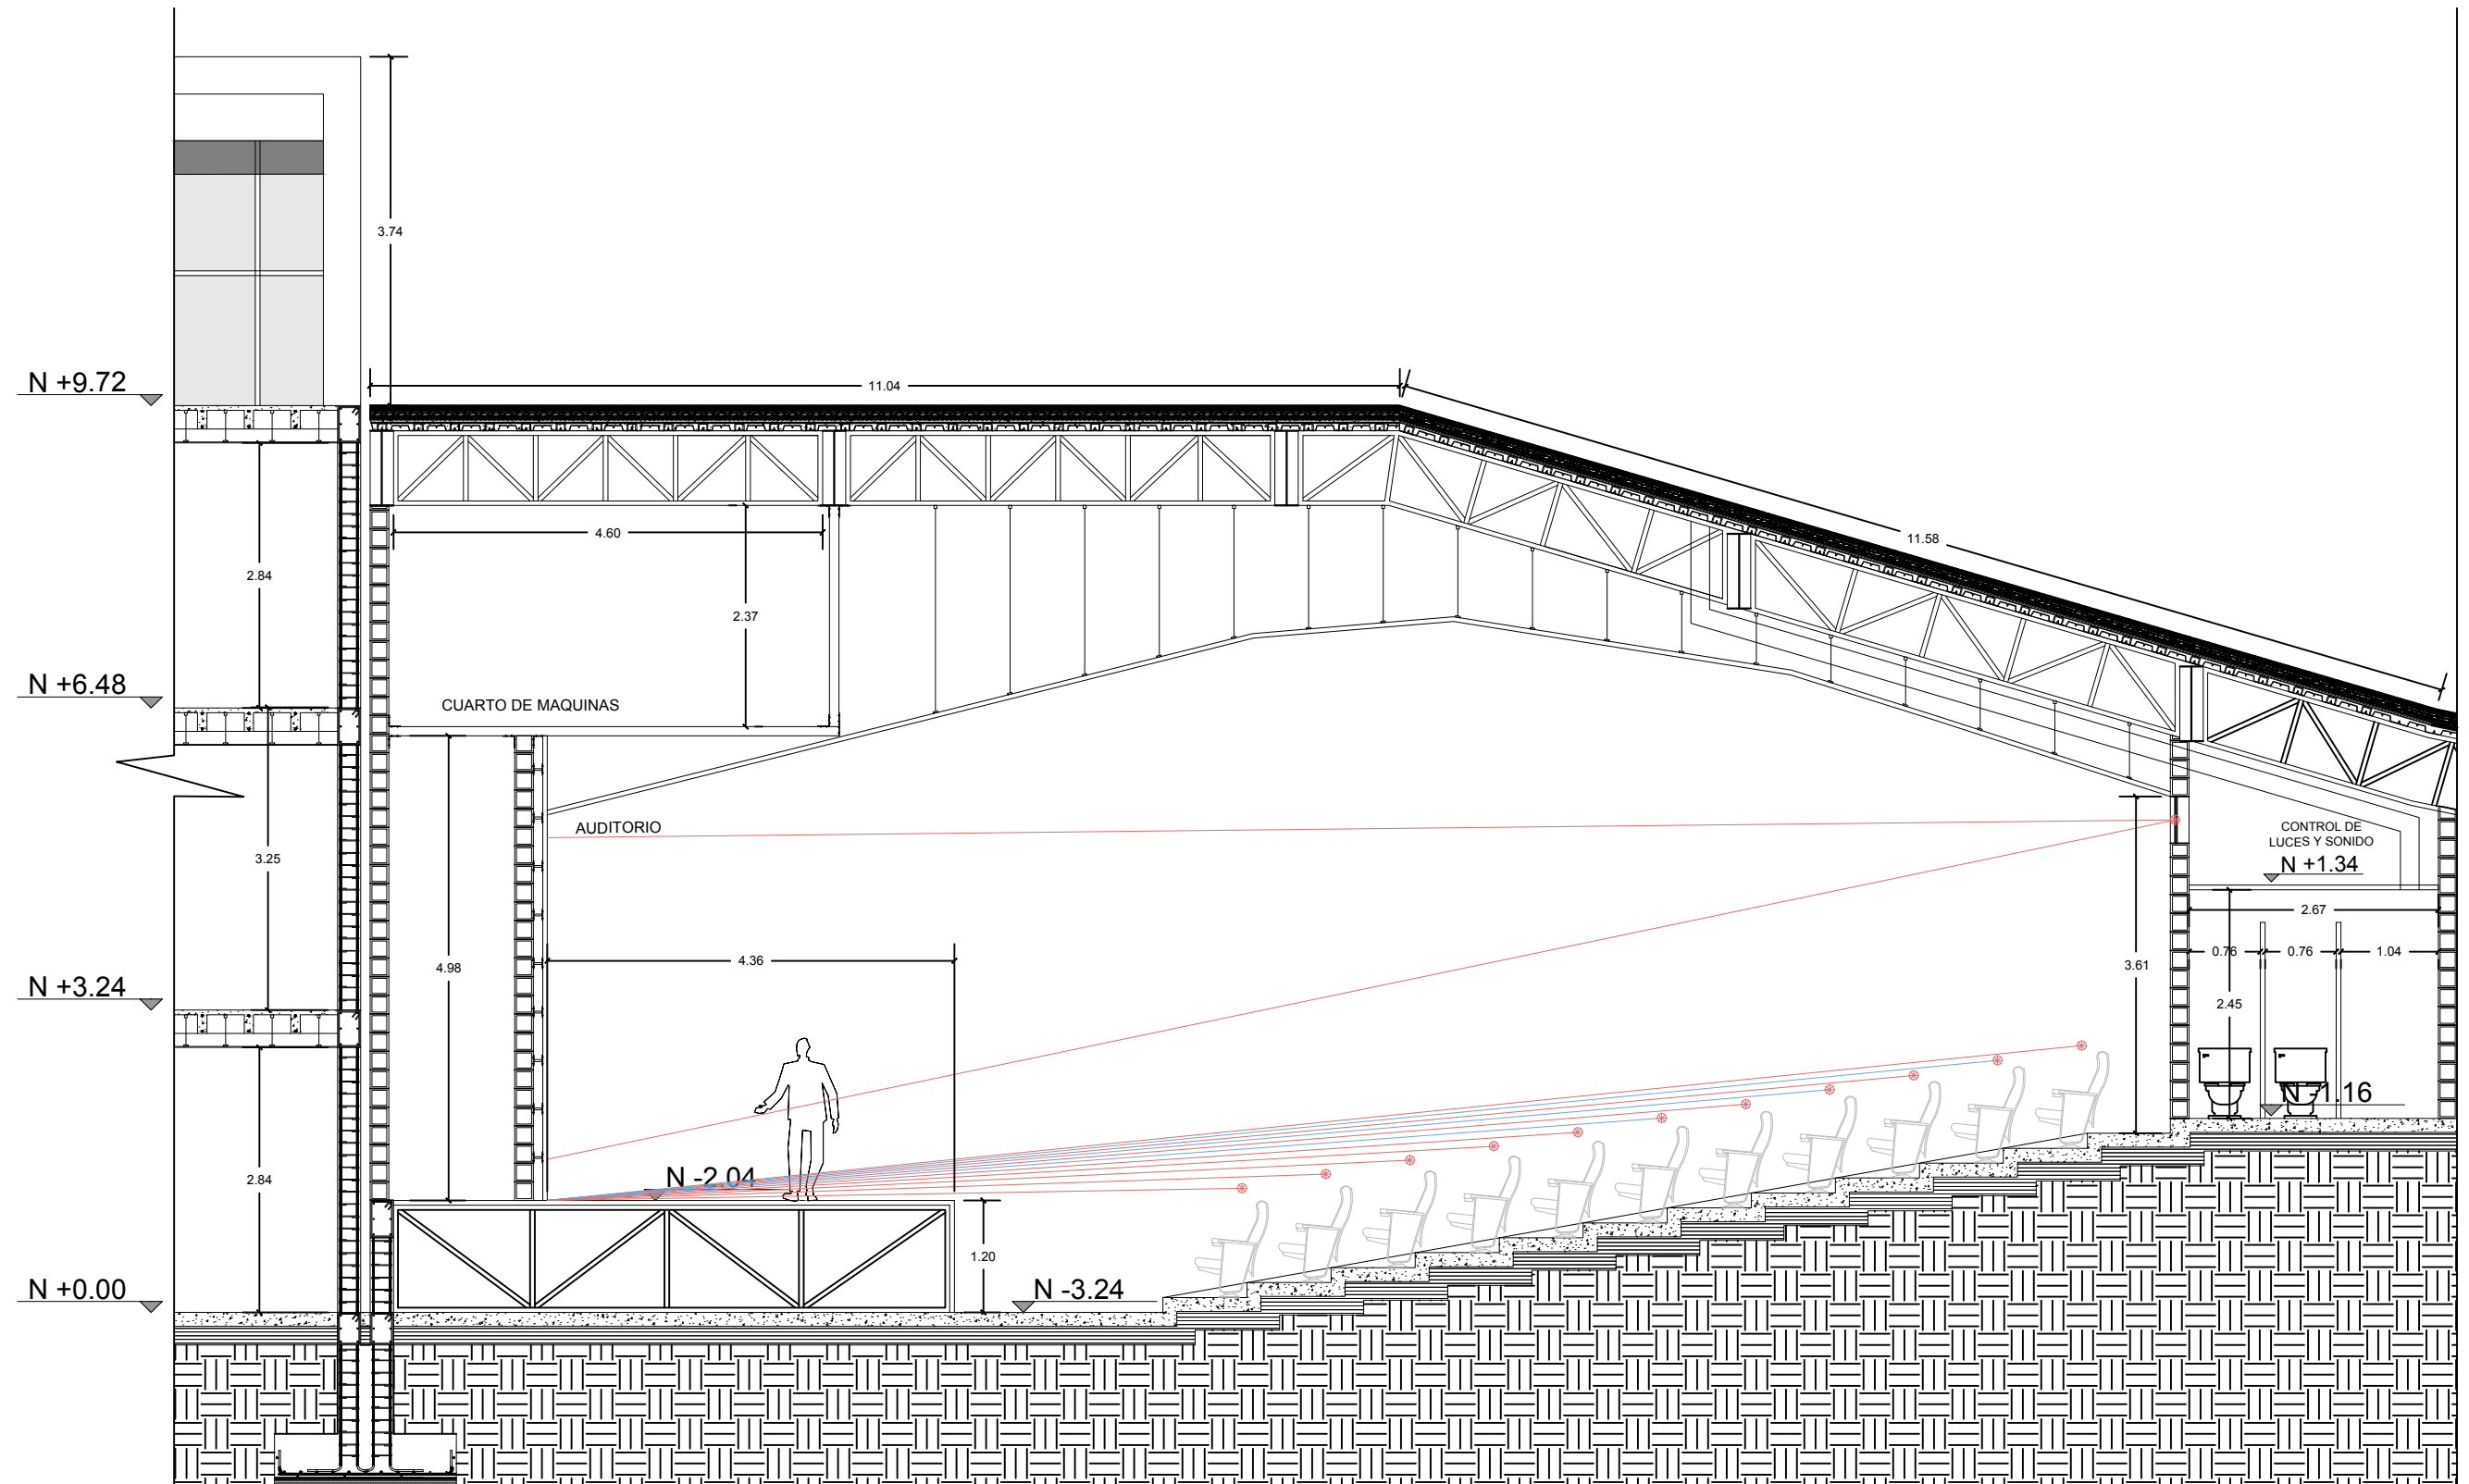 3.74
N +9.72
11.04
11.58
4.60
2.84
2.37
N +6.48
CUARTO DE MAQUINAS
AUDITORIO
CONTROL DE
LUCES Y SONIDO
N +1.34
3.25
2.67
4.98
4.36
3.61
0.76
0.76
1.04
N +3.24
2.45
N -1.16
2.84
N -2.04
1.20
N +0.00
N -3.24